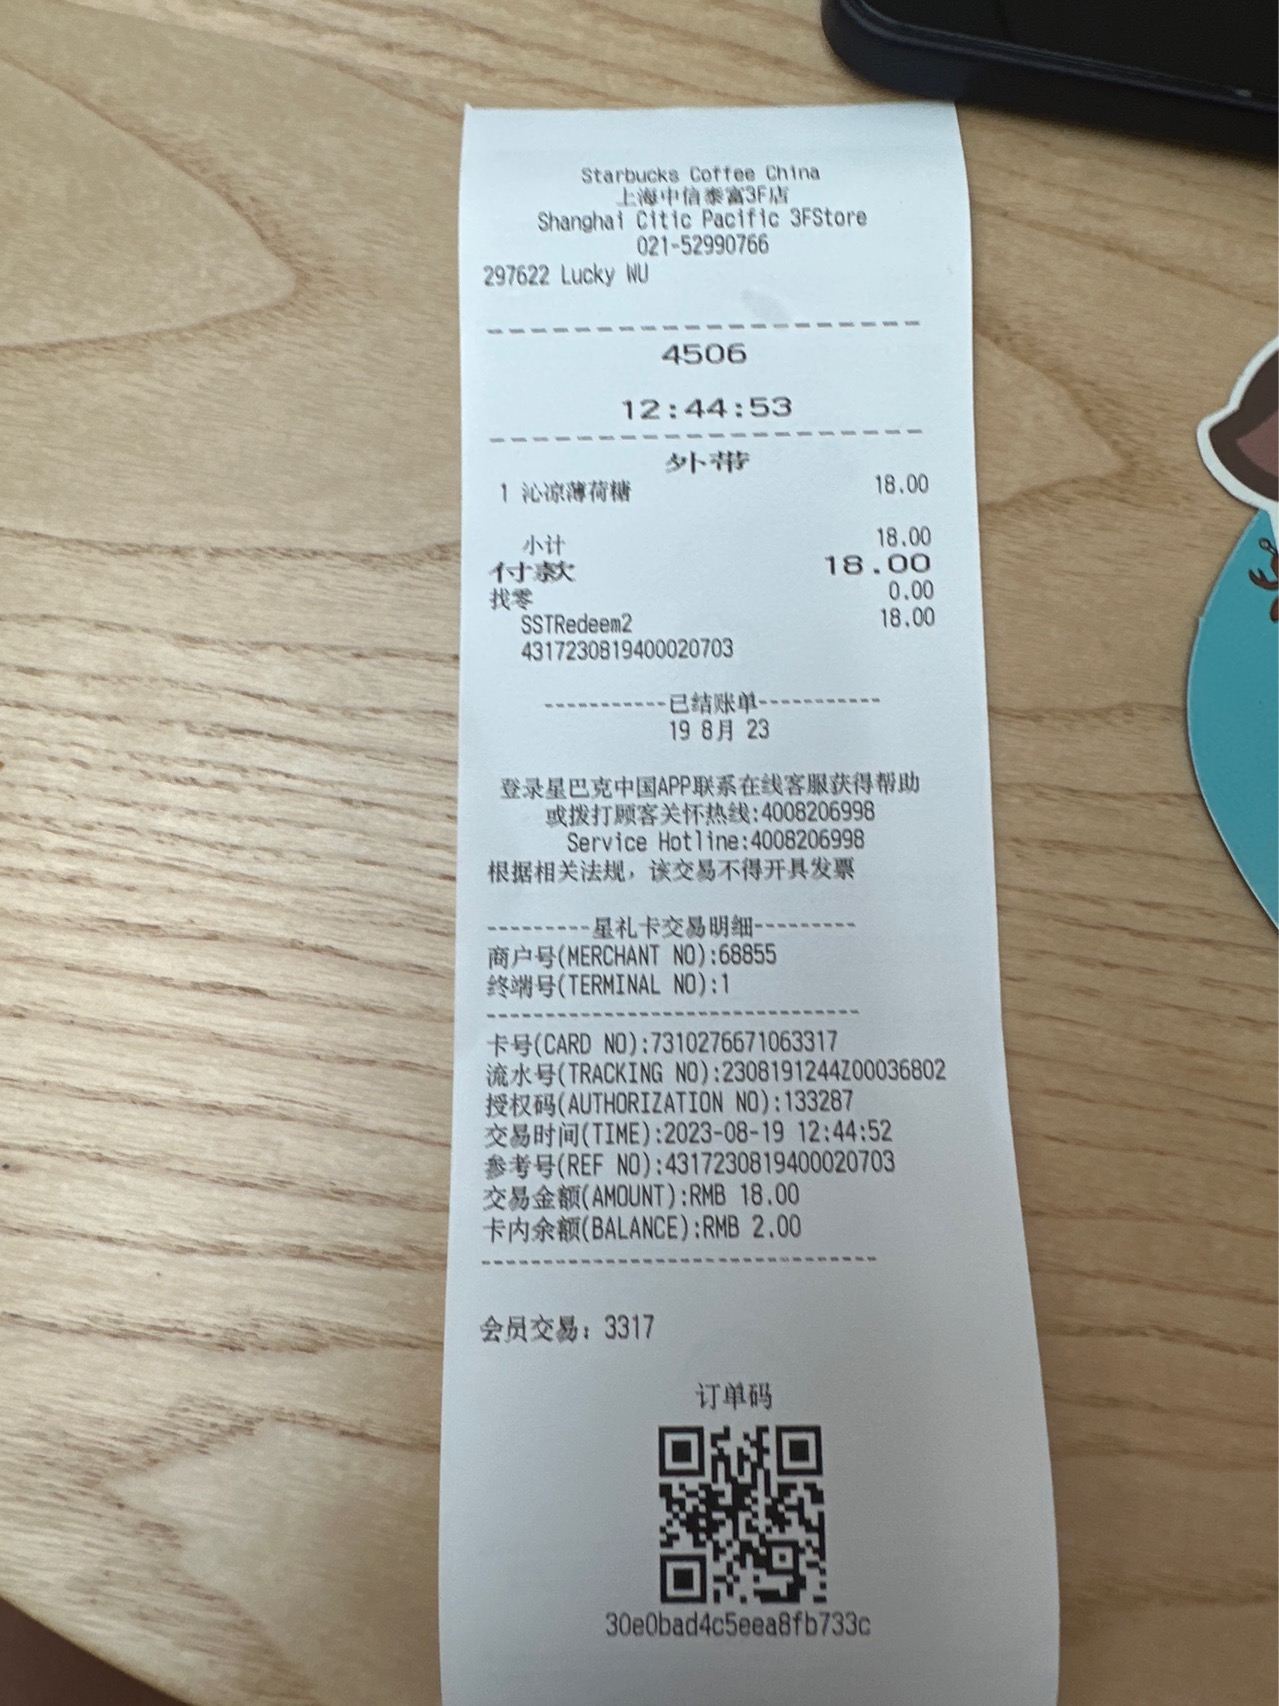 Starbucks Coffee China
上海中信泰富3F店
Shanghai Citic Pacific 3FStore
021-52990766
297622 Lucky WU
--------------------
4506
12:44:53
--------------------
外带
1 沁凉薄荷糖 18.00
小计 18.00
付款 18.00
找零 0.00
SSTRedeem2 18.00
4317230819400020703
-----------已结账单-----------
19 8月 23
登录星巴克中国APP联系在线客服获得帮助
或拨打顾客关怀热线:4008206998
Service Hotline:4008206998
根据相关法规，该交易不得开具发票
---------星礼卡交易明细---------
商户号(MERCHANT NO):68855
终端号(TERMINAL NO):1
--------------------------------
卡号(CARD NO):7310276671063317
流水号(TRACKING NO):2308191244Z00036802
授权码(AUTHORIZATION NO):133287
交易时间(TIME):2023-08-19 12:44:52
参考号(REF NO):4317230819400020703
交易金额(AMOUNT):RMB 18.00
卡内余额(BALANCE):RMB 2.00
--------------------------------
会员交易：3317
订单码
30e0bad4c5eea8fb733c